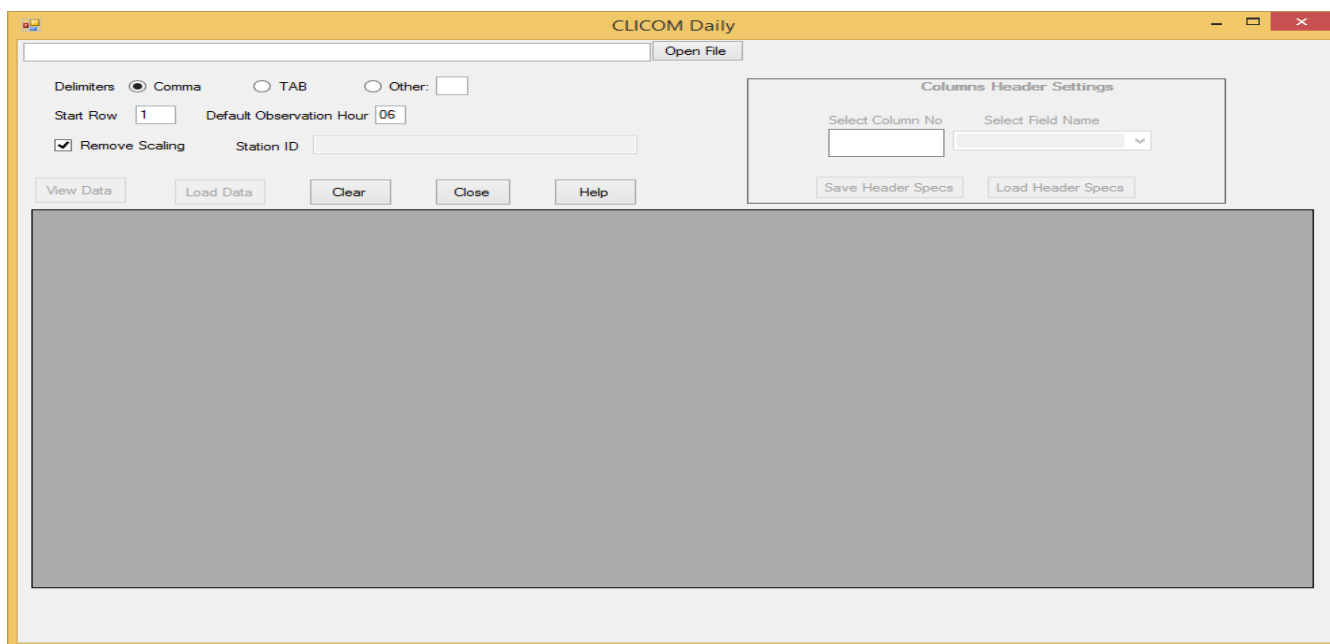 CLICOM Daily
Open File
Delimiters Comma TAB Other:
Start Row 1 Default Observation Hour 06
Remove Scaling Station ID
View Data Load Data Clear Close Help
Columns Header Settings
Select Column No Select Field Name
Save Header Specs Load Header Specs